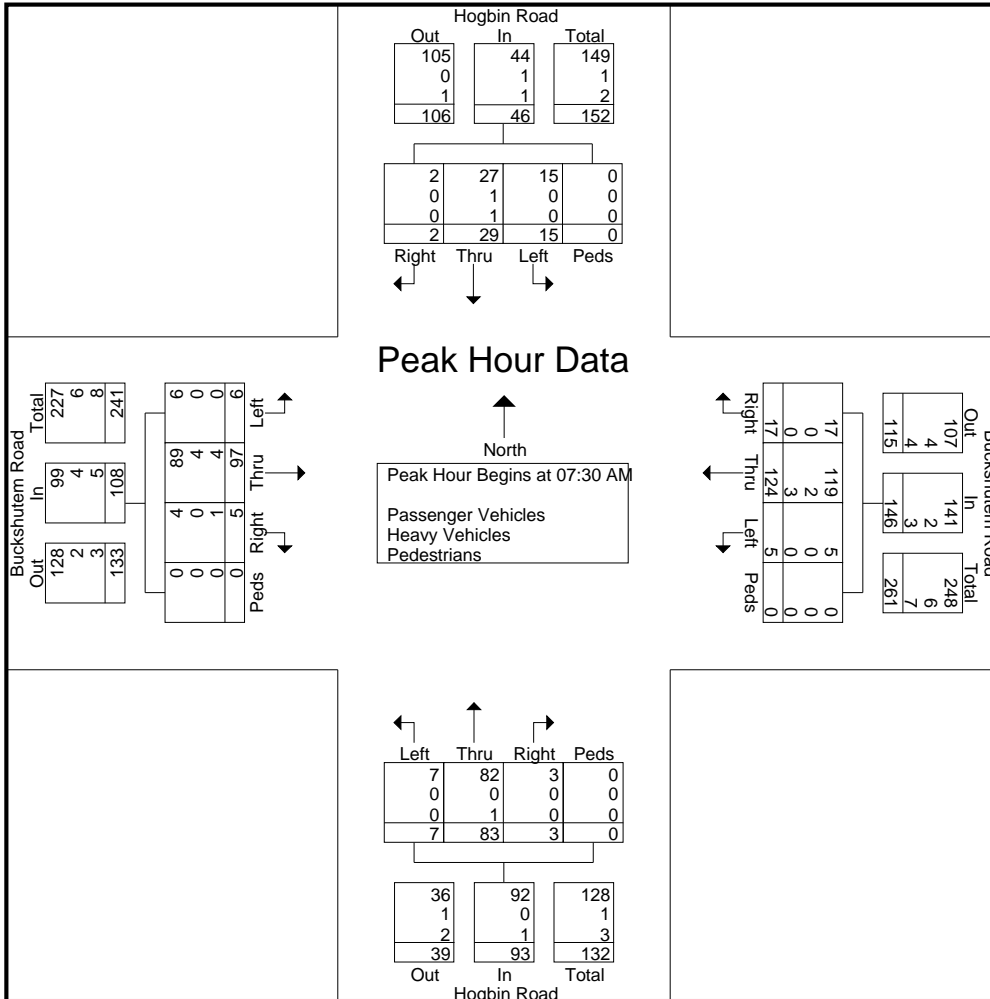 Hogbin Road
Out In Total
105 44 149
0 1 1
1 1 2
106 46 152
2 27 15 0
0 1 0 0
0 1 0 0
2 29 15 0
Right Thru Left Peds
Peak Hour Data
North
Peak Hour Begins at 07:30 AM
Passenger Vehicles
Heavy Vehicles
Pedestrians
Buckshutem Road
Out In Total
128 99 227
2 4 6
3 5 8
133 108 241
0 4 89 6
0 0 4 0
0 1 4 0
0 5 97 6
Peds Right Thru Left
Buckshutem Road
Out In Total
107 141 248
4 2 6
4 3 7
115 146 261
17 119 5 0
0 2 0 0
0 3 0 0
17 124 5 0
Right Thru Left Peds
Left Thru Right Peds
7 82 3 0
0 0 0 0
0 1 0 0
7 83 3 0
36 92 128
1 0 1
2 1 3
39 93 132
Out In Total
Hogbin Road